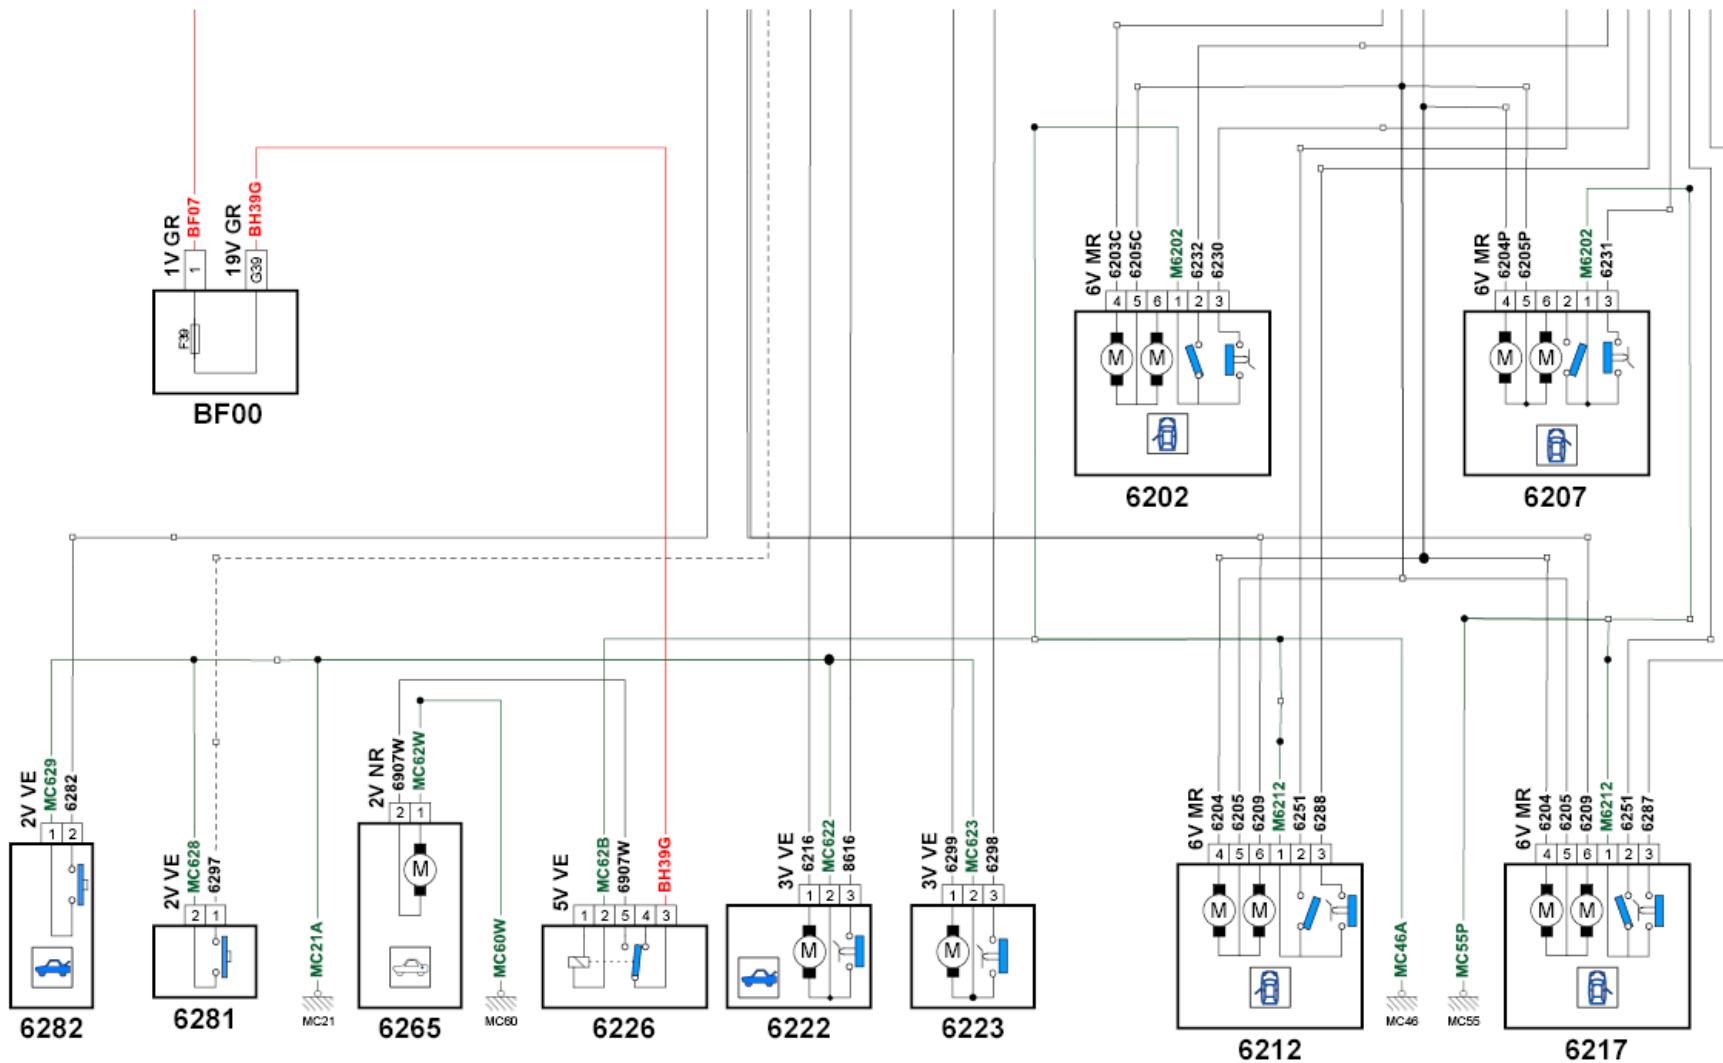 1V GR
BF07
19V GR
BH39G
1
G39
F39
BF00
6V MR
6203C
6205C
M6202
6232
6230
4 5 6 1 2 3
M M
6202
6V MR
6204P
6205P
M6202
6231
4 5 6 2 1 3
M M
6207
2V VE
MC629
6282
1 2
6282
2V VE
MC628
6297
2 1
6281
MC21A
MC21
2V NR
6907W
MC62W
2 1
M
6265
MC60W
MC60
5V VE
MC62B
6907W
BH39G
1 2 5 4 3
6226
3V VE
6216
MC622
8616
1 2 3
M
6222
3V VE
6299
MC623
6298
1 2 3
M
6223
6V MR
6204
6205
6209
M6212
6251
6288
4 5 6 1 2 3
M M
6212
MC46A
MC46
MC55P
MC55
6V MR
6204
6205
6209
M6212
6251
6287
4 5 6 1 2 3
M M
6217